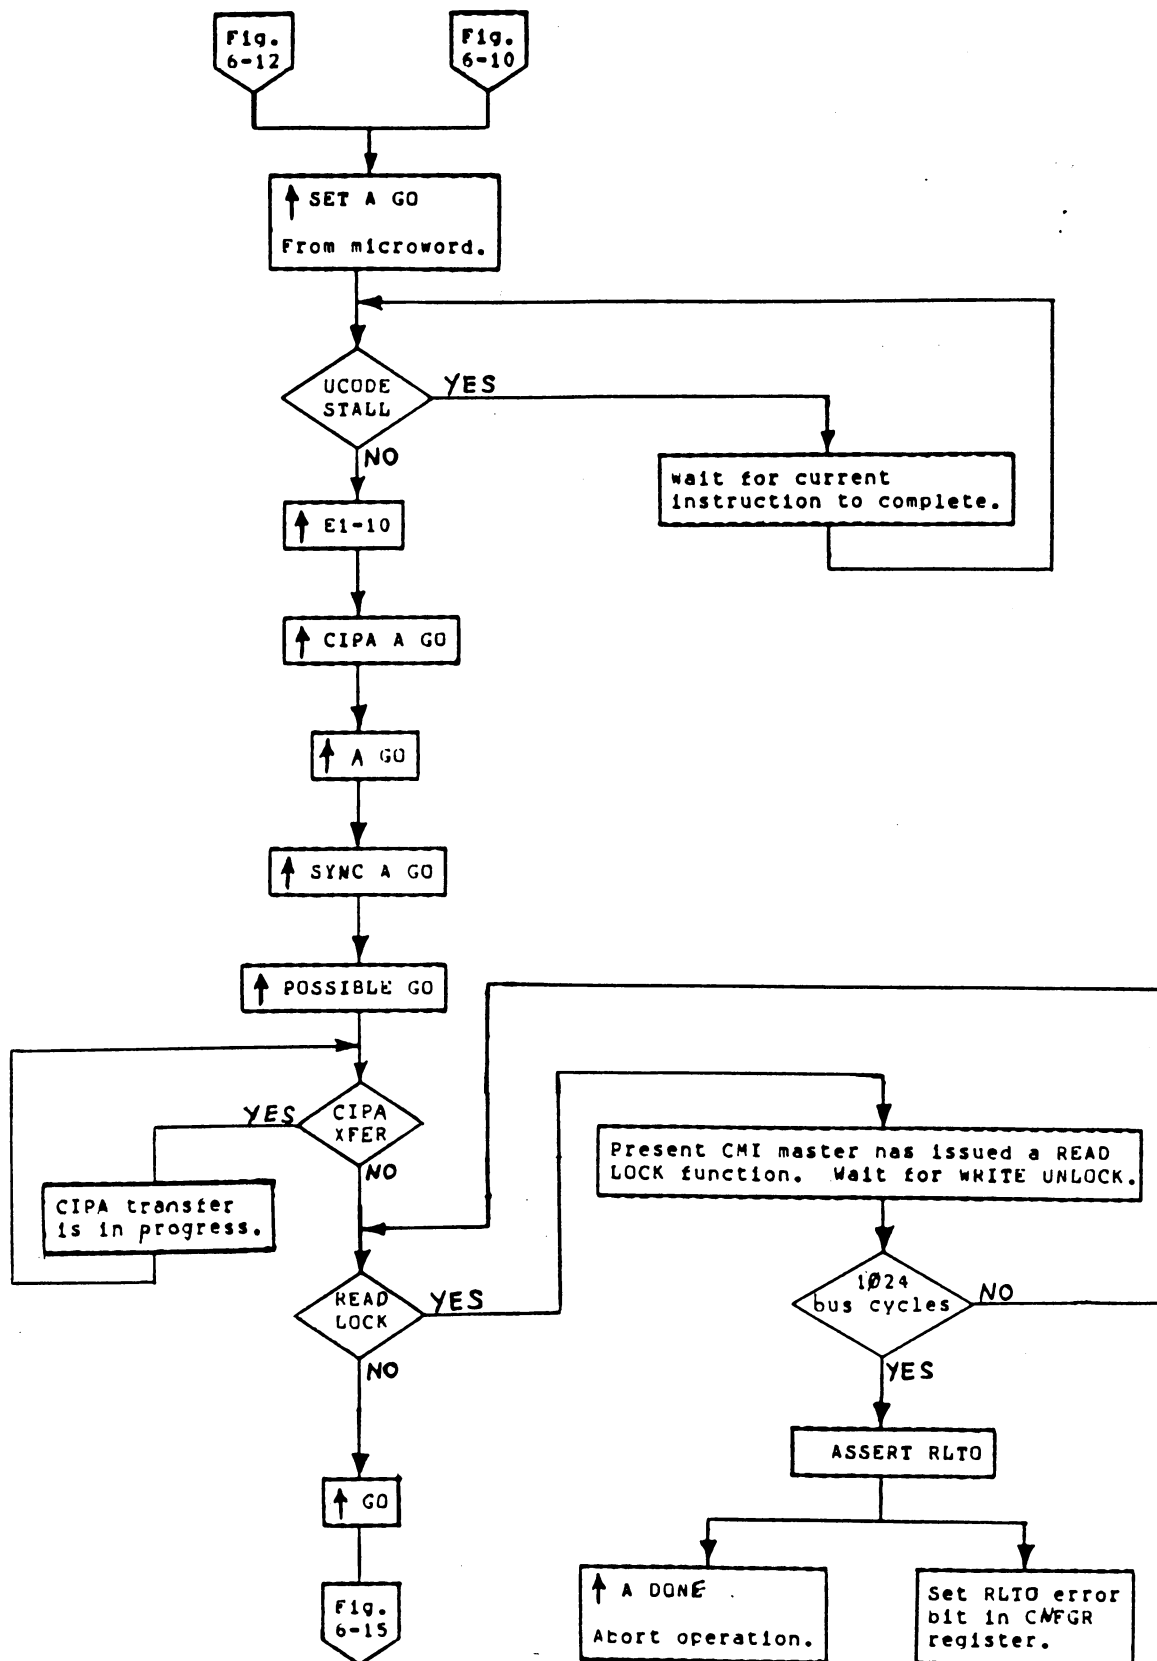 Fig.
6-12
Fig.
6-10
↑ SET A GO
From microword.
UCODE
STALL
YES
NO
wait for current
instruction to complete.
↑ E1-10
↑ CIPA A GO
↑ A GO
↑ SYNC A GO
↑ POSSIBLE GO
CIPA
XFER
YES
NO
CIPA transfer
is in progress.
Present CMI master has issued a READ
LOCK function. Wait for WRITE UNLOCK.
READ
LOCK
YES
NO
1024
bus cycles
NO
YES
ASSERT RLTO
↑ GO
↑ A DONE
Abort operation.
Set RLTO error
bit in CNFGR
register.
Fig.
6-15